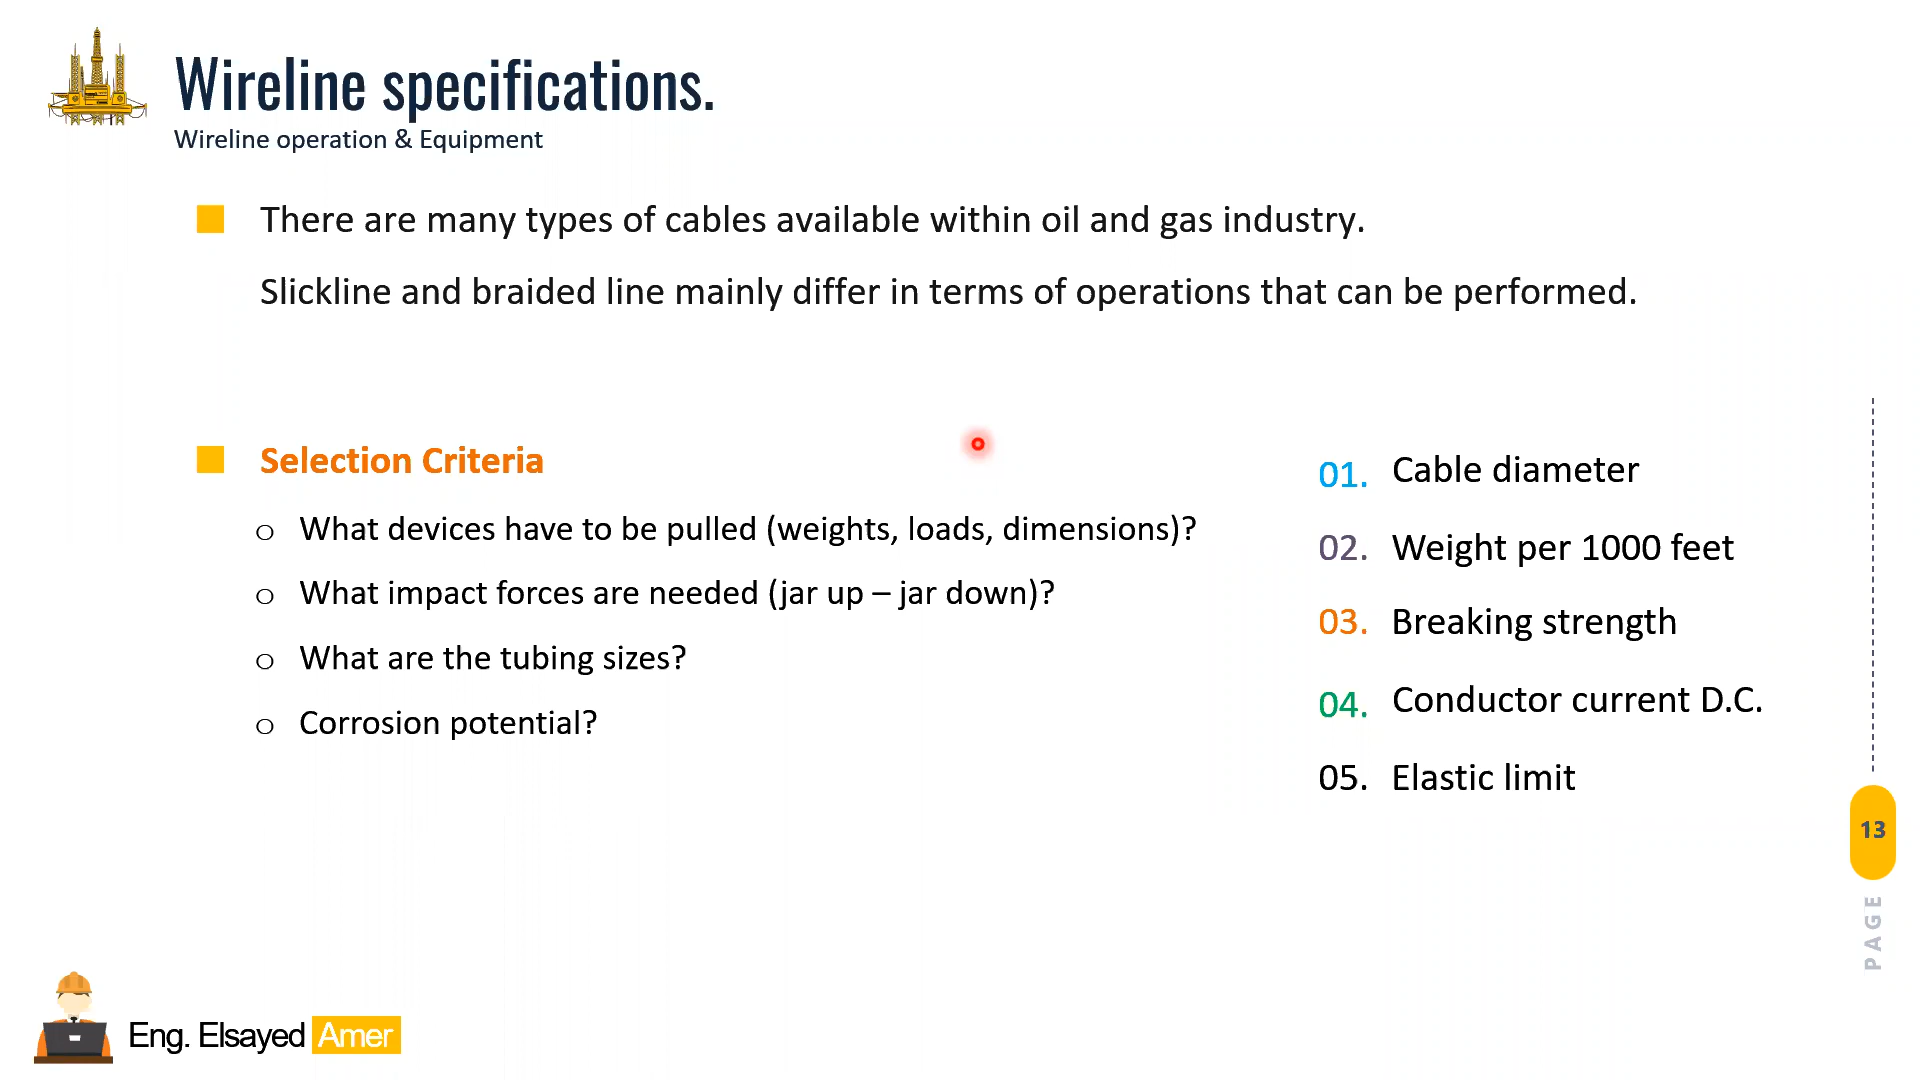 Wireline specifications.
Wireline operation & Equipment
There are many types of cables available within oil and gas industry.
Slickline and braided line mainly differ in terms of operations that can be performed.
Selection Criteria
o What devices have to be pulled (weights, loads, dimensions)?
o What impact forces are needed (jar up – jar down)?
o What are the tubing sizes?
o Corrosion potential?
01. Cable diameter
02. Weight per 1000 feet
03. Breaking strength
04. Conductor current D.C.
05. Elastic limit
13
PAGE
Eng. Elsayed Amer